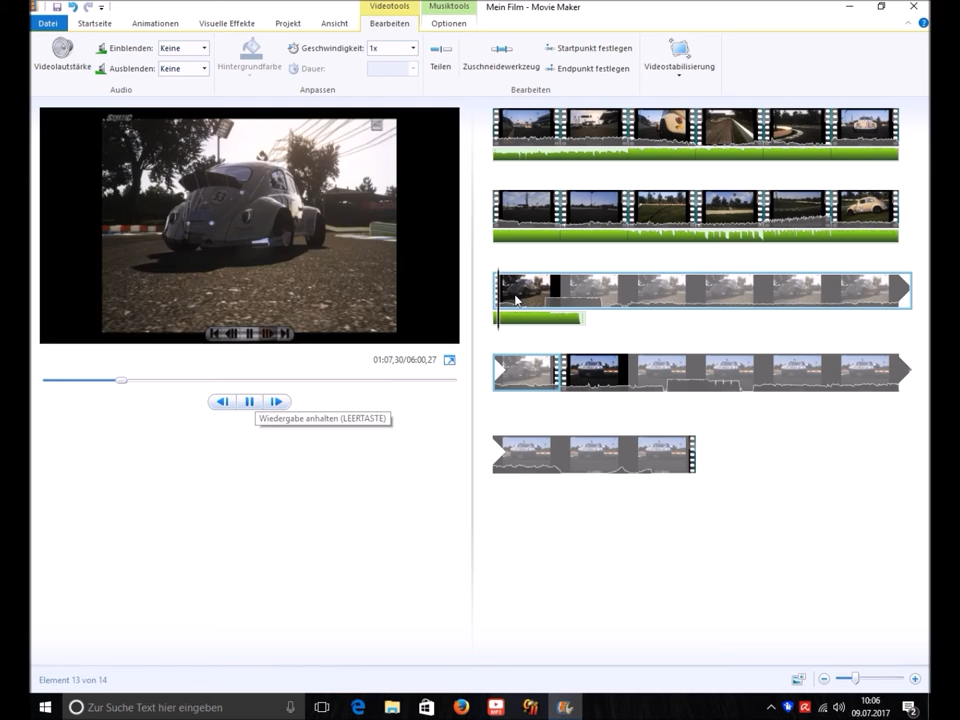 Videotools
Musiktools
Mein Film - Movie Maker
Datei
Startseite
Animationen
Visuelle Effekte
Projekt
Ansicht
Bearbeiten
Optionen
Videolautstärke
Einblenden: Keine
Ausblenden: Keine
Audio
Hintergrundfarbe
Geschwindigkeit: 1x
Dauer:
Anpassen
Teilen
Zuschneidewerkzeug
Startpunkt festlegen
Endpunkt festlegen
Bearbeiten
Videostabilisierung
01:07,30/06:00,27
Wiedergabe anhalten (LEERTASTE)
Element 13 von 14
Zur Suche Text hier eingeben
10:06
09.07.2017
2